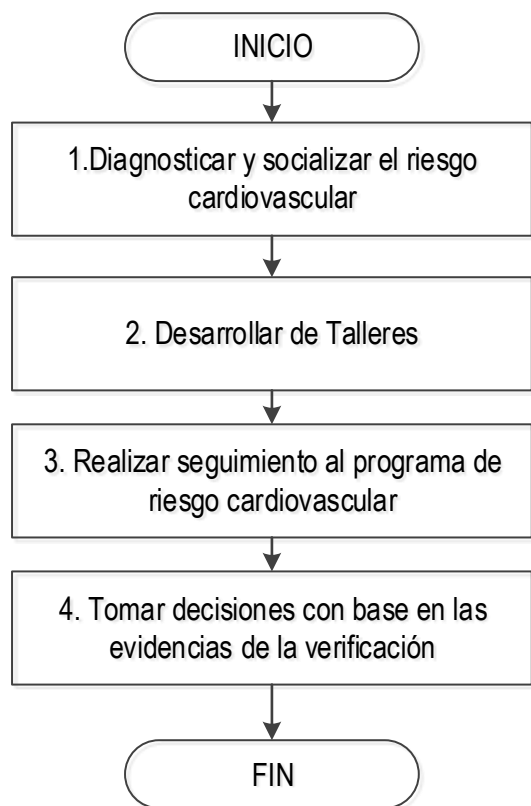 INICIO
1.Diagnosticar y socializar el riesgo
cardiovascular
2. Desarrollar de Talleres
3. Realizar seguimiento al programa de
riesgo cardiovascular
4. Tomar decisiones con base en las
evidencias de la verificación
FIN